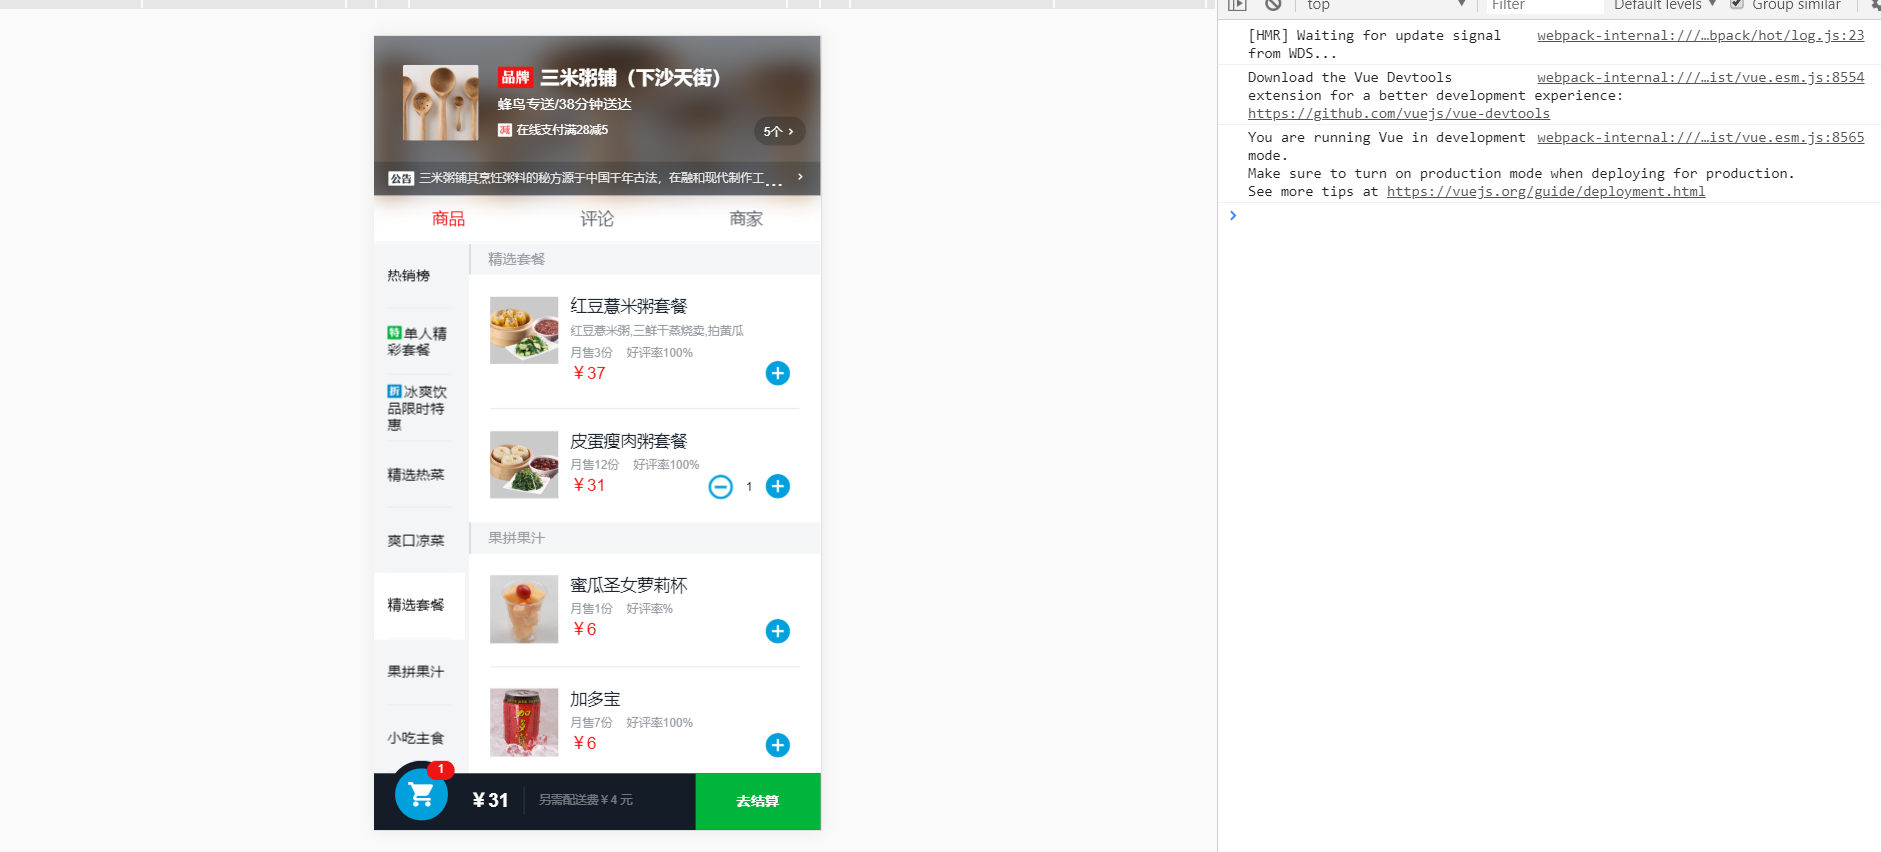 top
Filter
Default levels
Group similar
[HMR] Waiting for update signal from WDS...
webpack-internal:///…bpack/hot/log.js:23
Download the Vue Devtools extension for a better development experience:
https://github.com/vuejs/vue-devtools
webpack-internal:///…ist/vue.esm.js:8554
You are running Vue in development mode.
Make sure to turn on production mode when deploying for production.
See more tips at https://vuejs.org/guide/deployment.html
webpack-internal:///…ist/vue.esm.js:8565
品牌 三米粥铺（下沙天街）
蜂鸟专送/38分钟送达
减 在线支付满28减5
5个 >
公告 三米粥铺其烹饪粥料的秘方源于中国千年古法，在融和现代制作工... >
商品 评论 商家
热销榜
特 单人精
彩套餐
折 冰爽饮
品限时特
惠
精选热菜
爽口凉菜
精选套餐
果拼果汁
小吃主食
精选套餐
红豆薏米粥套餐
红豆薏米粥,三鲜干蒸烧卖,拍黄瓜
月售3份 好评率100%
￥37
皮蛋瘦肉粥套餐
月售12份 好评率100%
￥31
1
果拼果汁
蜜瓜圣女萝莉杯
月售1份 好评率%
￥6
加多宝
月售7份 好评率100%
￥6
1
￥31
另需配送费￥4 元
去结算